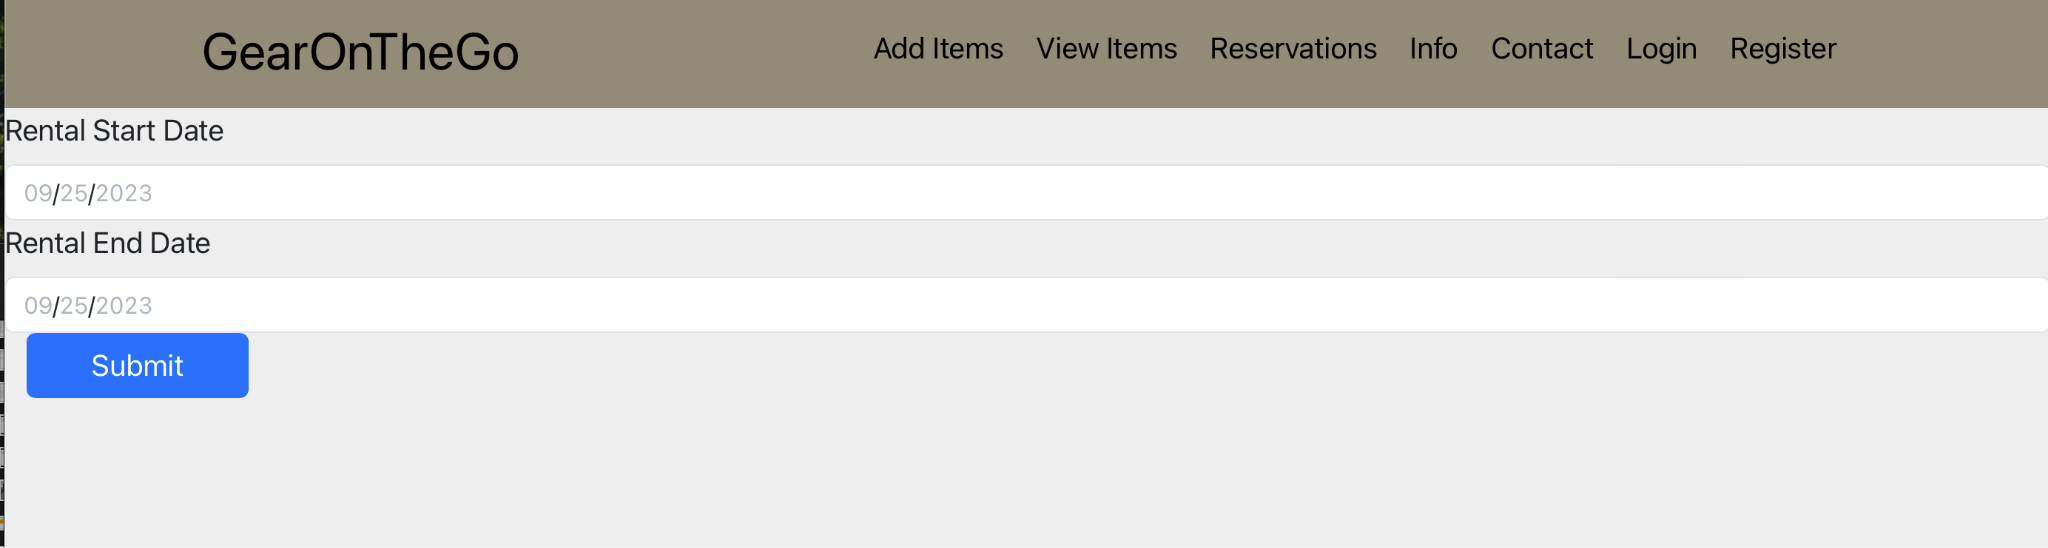 GearOnTheGo Add Items View Items Reservations Info Contact Login Register
Rental Start Date
09/25/2023
Rental End Date
09/25/2023
Submit